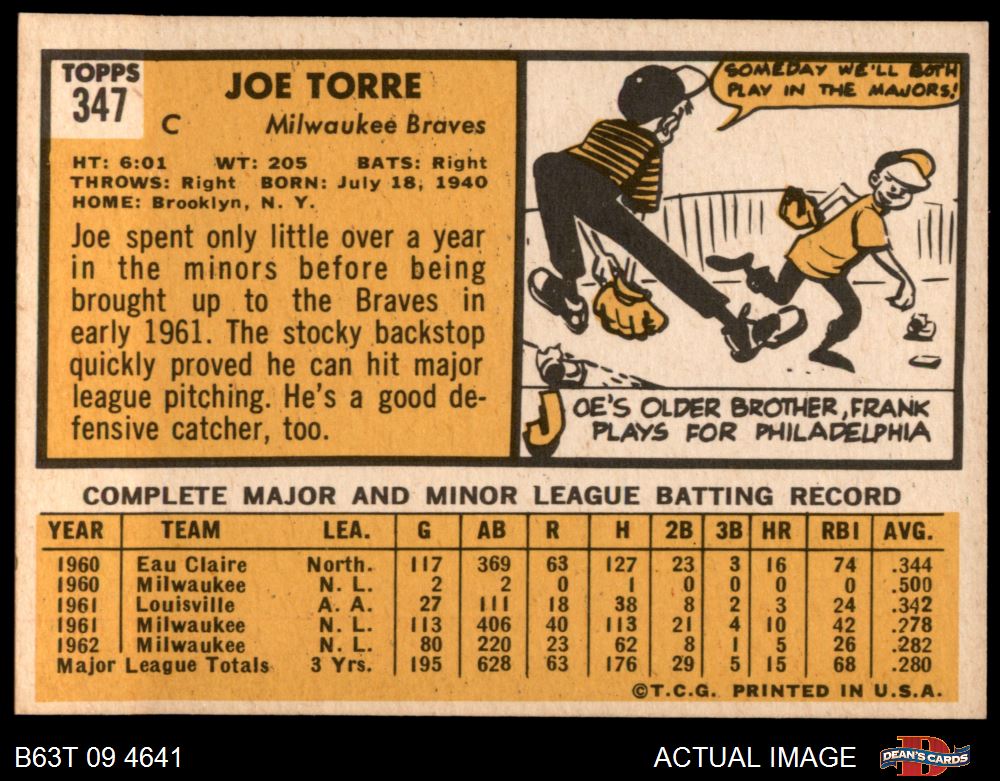 TOPPS
347
JOE TORRE
C Milwaukee Braves
HT: 6:01 WT: 205 BATS: Right
THROWS: Right BORN: July 18, 1940
HOME: Brooklyn, N. Y.
Joe spent only little over a year
in the minors before being
brought up to the Braves in
early 1961. The stocky backstop
quickly proved he can hit major
league pitching. He's a good de-
fensive catcher, too.
SOMEDAY WE'LL BOTH
PLAY IN THE MAJORS!
JOE'S OLDER BROTHER, FRANK
PLAYS FOR PHILADELPHIA
COMPLETE MAJOR AND MINOR LEAGUE BATTING RECORD
YEAR TEAM LEA. G AB R H 2B 3B HR RBI AVG.
1960 Eau Claire North. 117 369 63 127 23 3 16 74 .344
1960 Milwaukee N. L. 2 2 0 1 0 0 0 0 .500
1961 Louisville A. A. 27 111 18 38 8 2 3 24 .342
1961 Milwaukee N. L. 113 406 40 113 21 4 10 42 .278
1962 Milwaukee N. L. 80 220 23 62 8 1 5 26 .282
Major League Totals 3 Yrs. 195 628 63 176 29 5 15 68 .280
©T.C.G. PRINTED IN U.S.A.
B63T 09 4641
ACTUAL IMAGE
DEAN'S CARDS